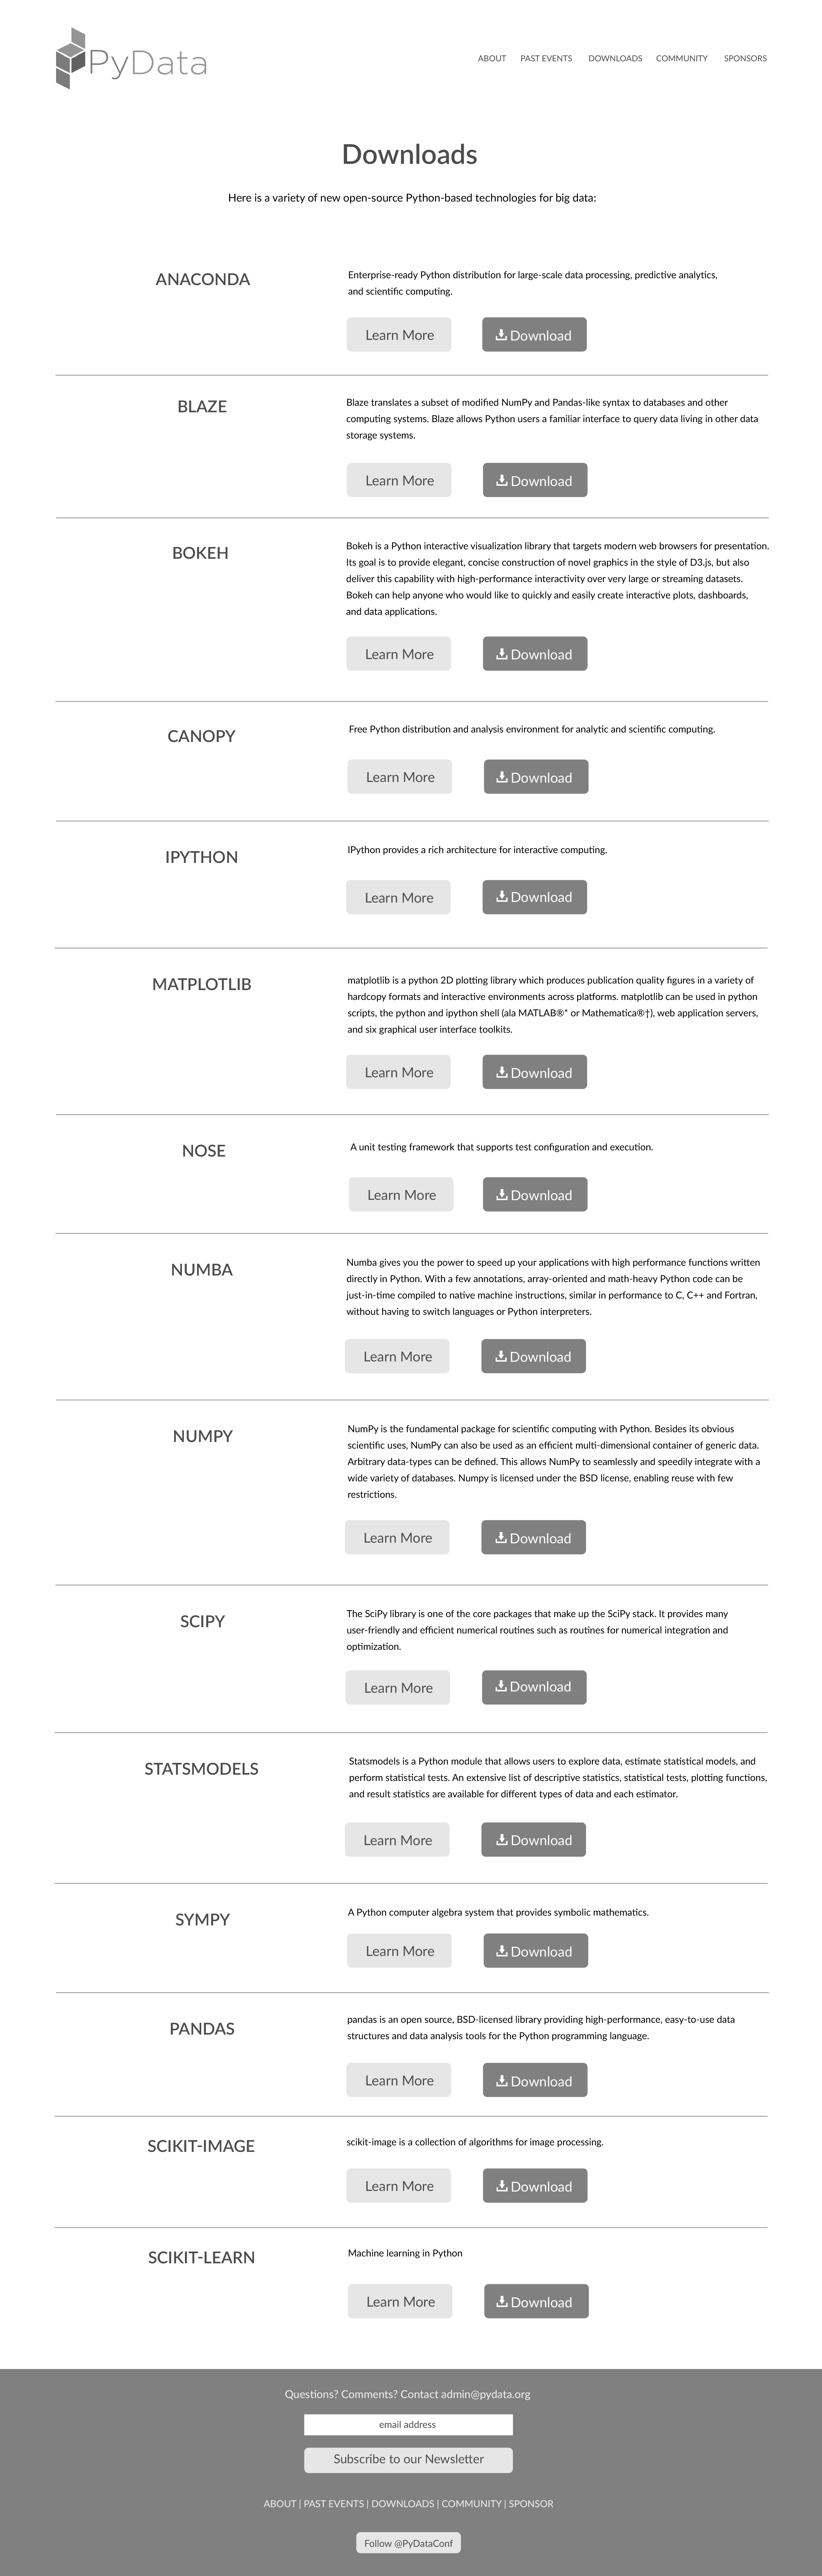 PyData
ABOUT PAST EVENTS DOWNLOADS COMMUNITY SPONSORS
Downloads
Here is a variety of new open-source Python-based technologies for big data:
ANACONDA
Enterprise-ready Python distribution for large-scale data processing, predictive analytics,
and scientific computing.
Learn More Download
BLAZE
Blaze translates a subset of modified NumPy and Pandas-like syntax to databases and other
computing systems. Blaze allows Python users a familiar interface to query data living in other data
storage systems.
Learn More Download
BOKEH
Bokeh is a Python interactive visualization library that targets modern web browsers for presentation.
Its goal is to provide elegant, concise construction of novel graphics in the style of D3.js, but also
deliver this capability with high-performance interactivity over very large or streaming datasets.
Bokeh can help anyone who would like to quickly and easily create interactive plots, dashboards,
and data applications.
Learn More Download
CANOPY
Free Python distribution and analysis environment for analytic and scientific computing.
Learn More Download
IPYTHON
IPython provides a rich architecture for interactive computing.
Learn More Download
MATPLOTLIB
matplotlib is a python 2D plotting library which produces publication quality figures in a variety of
hardcopy formats and interactive environments across platforms. matplotlib can be used in python
scripts, the python and ipython shell (ala MATLAB®* or Mathematica®†), web application servers,
and six graphical user interface toolkits.
Learn More Download
NOSE
A unit testing framework that supports test configuration and execution.
Learn More Download
NUMBA
Numba gives you the power to speed up your applications with high performance functions written
directly in Python. With a few annotations, array-oriented and math-heavy Python code can be
just-in-time compiled to native machine instructions, similar in performance to C, C++ and Fortran,
without having to switch languages or Python interpreters.
Learn More Download
NUMPY
NumPy is the fundamental package for scientific computing with Python. Besides its obvious
scientific uses, NumPy can also be used as an efficient multi-dimensional container of generic data.
Arbitrary data-types can be defined. This allows NumPy to seamlessly and speedily integrate with a
wide variety of databases. Numpy is licensed under the BSD license, enabling reuse with few
restrictions.
Learn More Download
SCIPY
The SciPy library is one of the core packages that make up the SciPy stack. It provides many
user-friendly and efficient numerical routines such as routines for numerical integration and
optimization.
Learn More Download
STATSMODELS
Statsmodels is a Python module that allows users to explore data, estimate statistical models, and
perform statistical tests. An extensive list of descriptive statistics, statistical tests, plotting functions,
and result statistics are available for different types of data and each estimator.
Learn More Download
SYMPY
A Python computer algebra system that provides symbolic mathematics.
Learn More Download
PANDAS
pandas is an open source, BSD-licensed library providing high-performance, easy-to-use data
structures and data analysis tools for the Python programming language.
Learn More Download
SCIKIT-IMAGE
scikit-image is a collection of algorithms for image processing.
Learn More Download
SCIKIT-LEARN
Machine learning in Python
Learn More Download
Questions? Comments? Contact admin@pydata.org
email address
Subscribe to our Newsletter
ABOUT | PAST EVENTS | DOWNLOADS | COMMUNITY | SPONSOR
Follow @PyDataConf